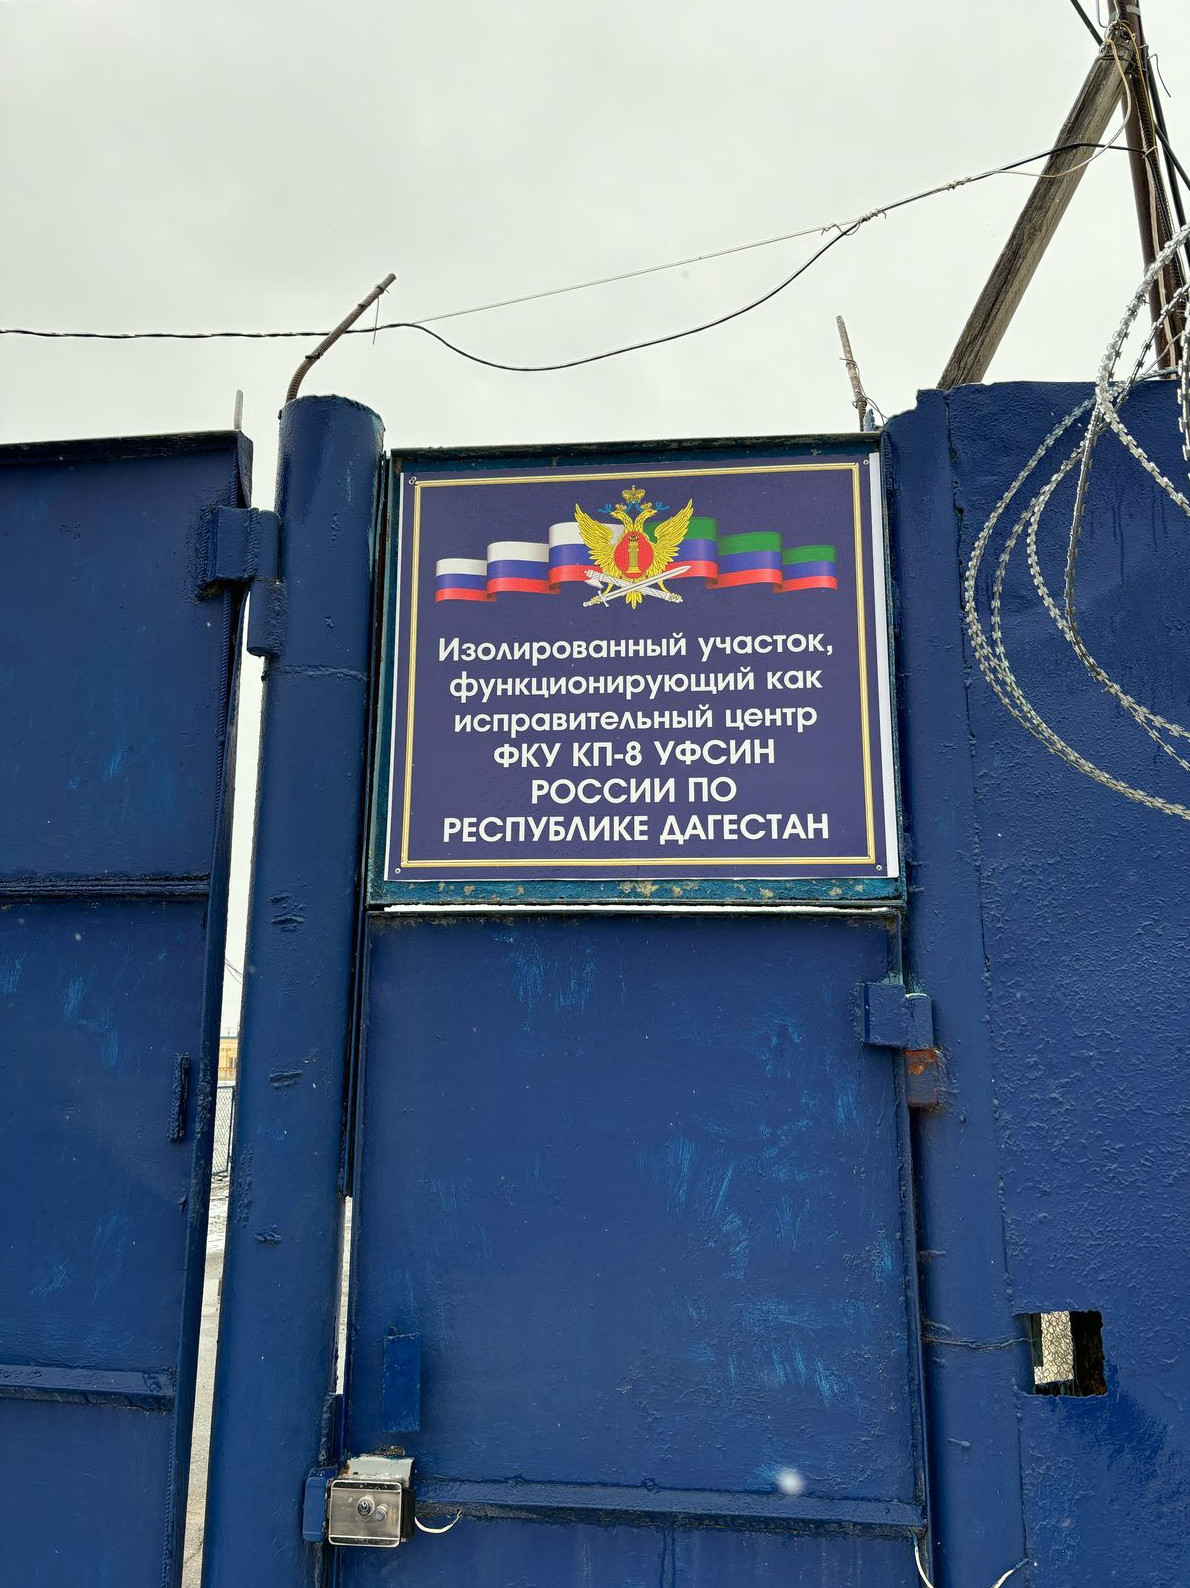 Изолированный участок,
функционирующий как
исправительный центр
ФКУ КП-8 УФСИН
РОССИИ ПО
РЕСПУБЛИКЕ ДАГЕСТАН